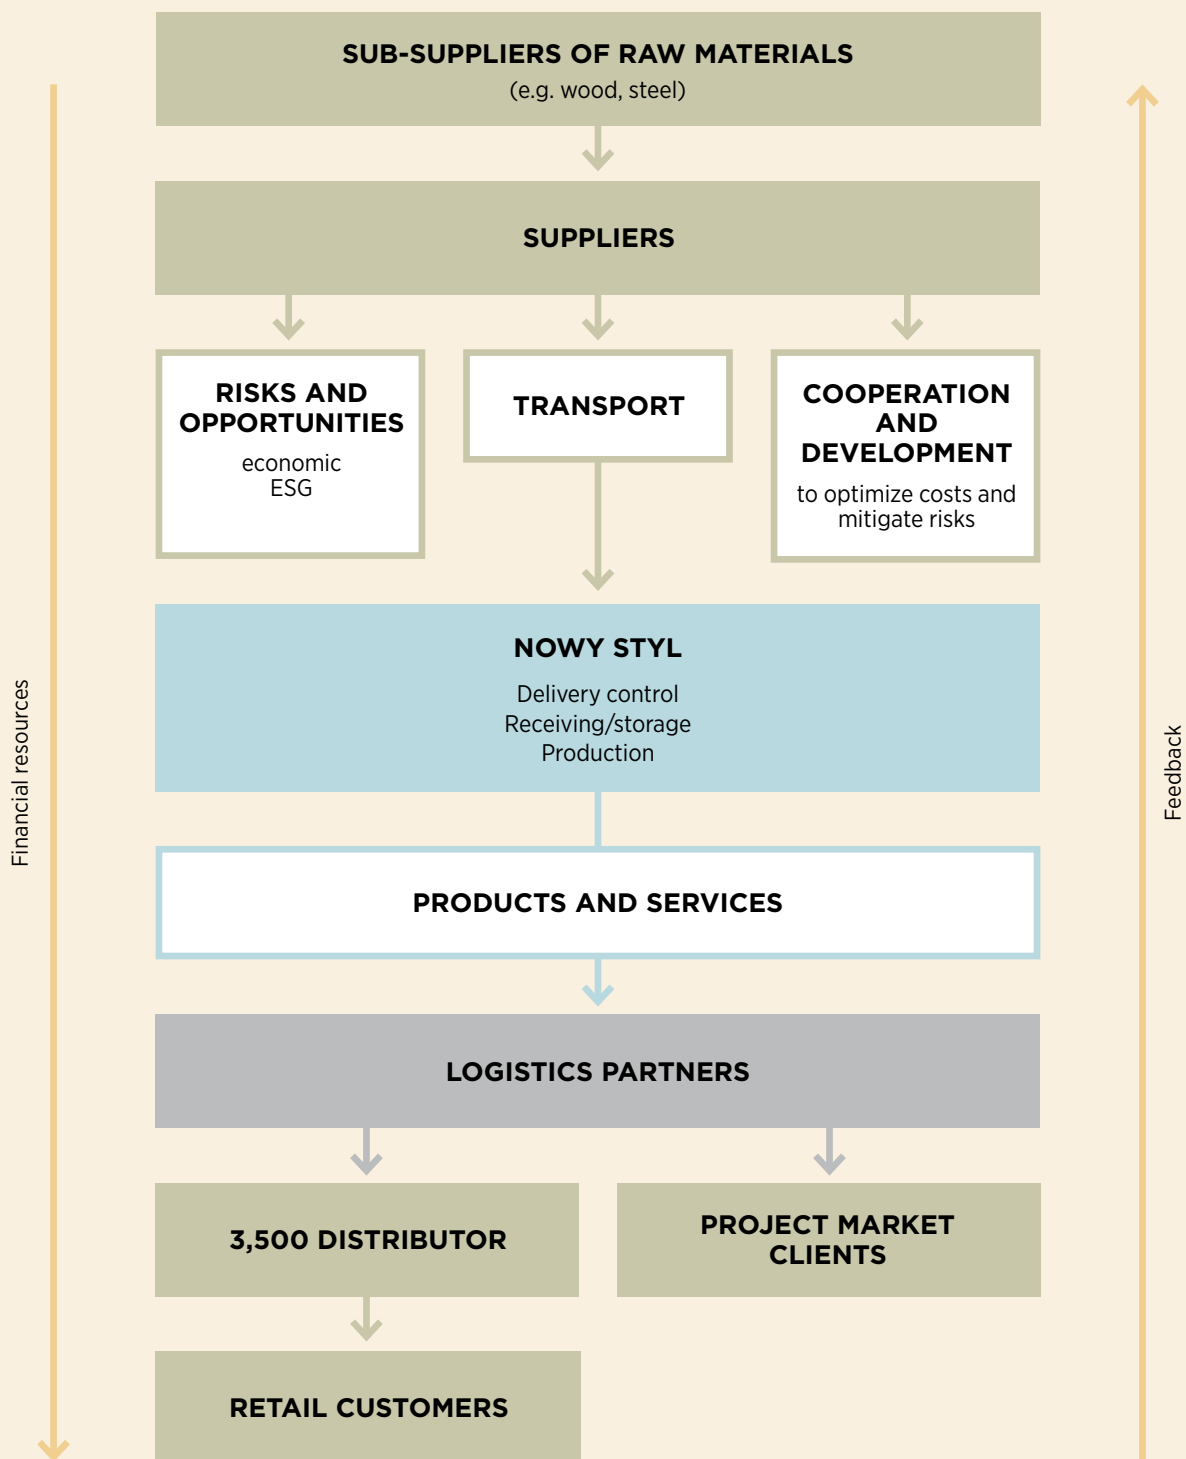 SUB-SUPPLIERS OF RAW MATERIALS
(e.g. wood, steel)
SUPPLIERS
RISKS AND
OPPORTUNITIES
economic
ESG
TRANSPORT
COOPERATION
AND
DEVELOPMENT
to optimize costs and
mitigate risks
NOWY STYL
Delivery control
Receiving/storage
Production
Financial resources
Feedback
PRODUCTS AND SERVICES
LOGISTICS PARTNERS
3,500 DISTRIBUTOR
PROJECT MARKET
CLIENTS
RETAIL CUSTOMERS